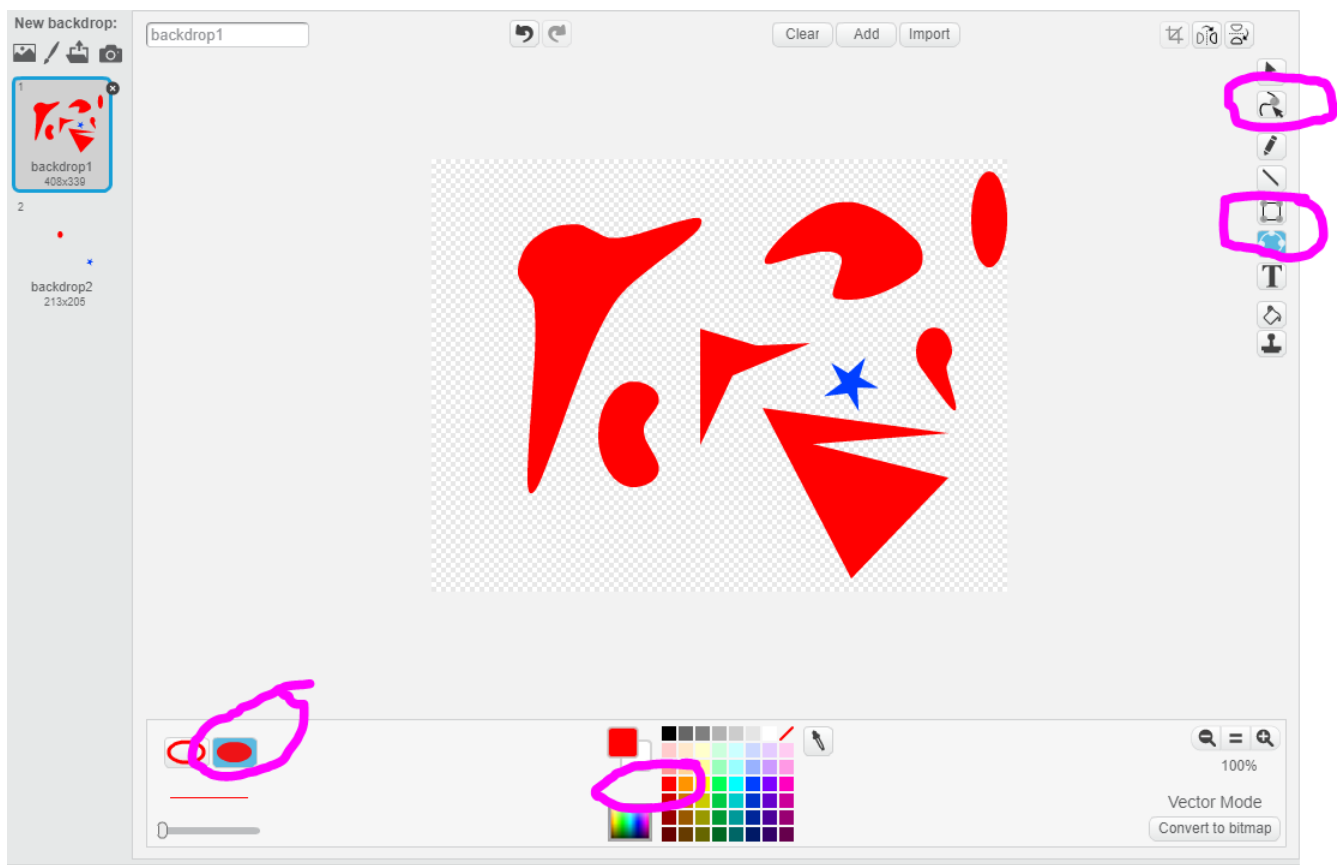 New backdrop:
backdrop1
Clear
Add
Import
1
backdrop1
408x339
2
backdrop2
213x205
T
100%
Vector Mode
Convert to bitmap